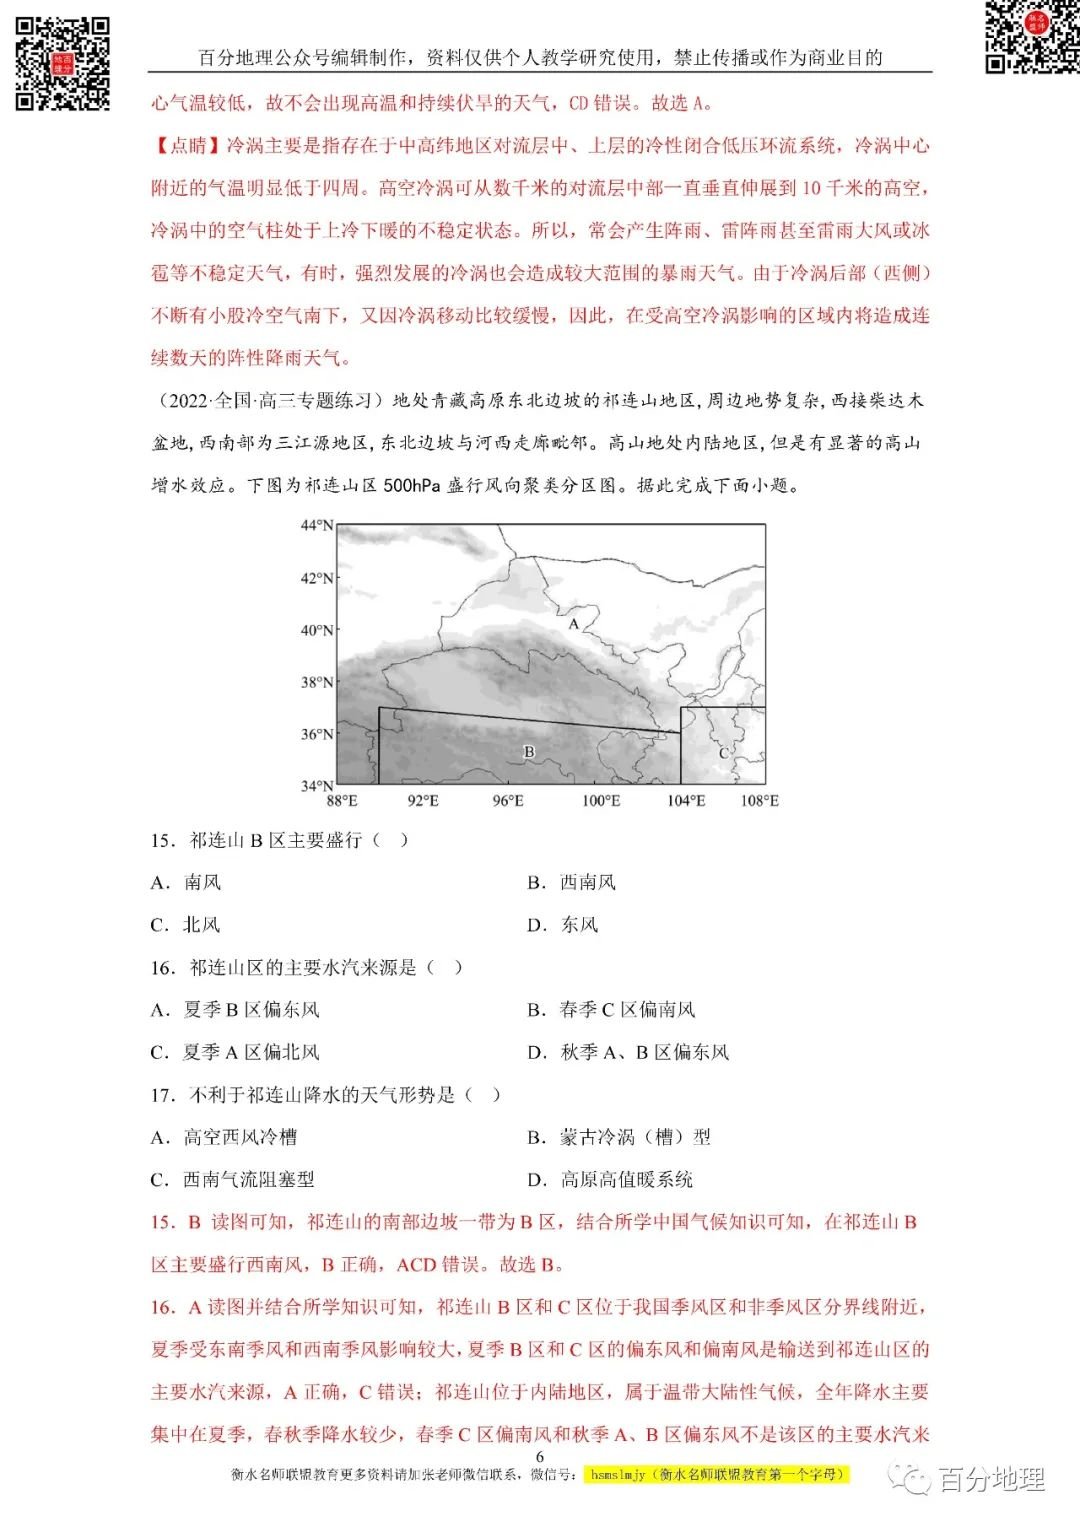 百分地理公众号编辑制作，资料仅供个人教学研究使用，禁止传播或作为商业目的
地百
理分
联名
盟师
心气温较低，故不会出现高温和持续伏旱的天气，CD 错误。故选 A。
【点睛】冷涡主要是指存在于中高纬地区对流层中、上层的冷性闭合低压环流系统，冷涡中心
附近的气温明显低于四周。高空冷涡可从数千米的对流层中部一直垂直伸展到 10 千米的高空，
冷涡中的空气柱处于上冷下暖的不稳定状态。所以，常会产生阵雨、雷阵雨甚至雷雨大风或冰
雹等不稳定天气，有时，强烈发展的冷涡也会造成较大范围的暴雨天气。由于冷涡后部（西侧）
不断有小股冷空气南下，又因冷涡移动比较缓慢，因此，在受高空冷涡影响的区域内将造成连
续数天的阵性降雨天气。
（2022·全国·高三专题练习）地处青藏高原东北边坡的祁连山地区,周边地势复杂,西接柴达木
盆地,西南部为三江源地区,东北边坡与河西走廊毗邻。高山地处内陆地区,但是有显著的高山
增水效应。下图为祁连山区 500hPa 盛行风向聚类分区图。据此完成下面小题。
44°N
42°N
40°N
38°N
36°N
34°N
A
B
C
88°E 92°E 96°E 100°E 104°E 108°E
15．祁连山 B 区主要盛行（ ）
A．南风 B．西南风
C．北风 D．东风
16．祁连山区的主要水汽来源是（ ）
A．夏季 B 区偏东风 B．春季 C 区偏南风
C．夏季 A 区偏北风 D．秋季 A、B 区偏东风
17．不利于祁连山降水的天气形势是（ ）
A．高空西风冷槽 B．蒙古冷涡（槽）型
C．西南气流阻塞型 D．高原高值暖系统
15．B 读图可知，祁连山的南部边坡一带为 B 区，结合所学中国气候知识可知，在祁连山 B
区主要盛行西南风，B 正确，ACD 错误。故选 B。
16．A 读图并结合所学知识可知，祁连山 B 区和 C 区位于我国季风区和非季风区分界线附近，
夏季受东南季风和西南季风影响较大，夏季 B 区和 C 区的偏东风和偏南风是输送到祁连山区的
主要水汽来源，A 正确，C 错误；祁连山位于内陆地区，属于温带大陆性气候，全年降水主要
集中在夏季，春秋季降水较少，春季 C 区偏南风和秋季 A、B 区偏东风不是该区的主要水汽来
6
衡水名师联盟教育更多资料请加张老师微信联系，微信号： hsmslmjy（衡水名师联盟教育第一个字母）
百分地理